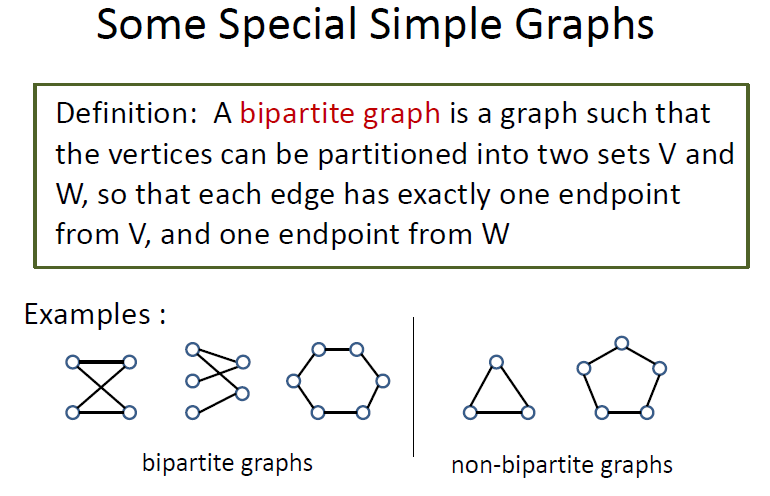 Some Special Simple Graphs
Definition: A bipartite graph is a graph such that
the vertices can be partitioned into two sets V and
W, so that each edge has exactly one endpoint
from V, and one endpoint from W
Examples :
bipartite graphs
non-bipartite graphs